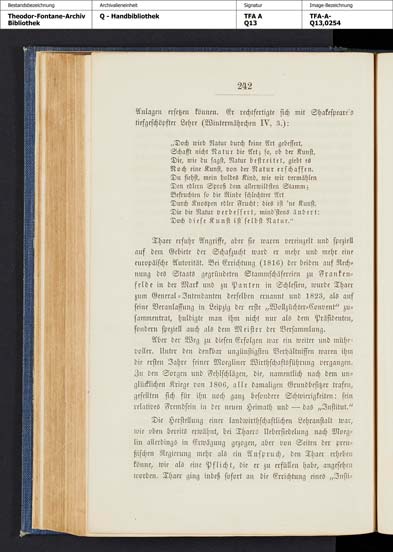 Bestandsbezeichnung
Archivalieneinheit
Signatur
Image-Bezeichnung
Theodor-Fontane-Archiv
Bibliothek
Q - Handbibliothek
TFA A
Q13
TFA-A-
Q13,0254
242
Anlagen ersetzen können. Er rechtfertigte sich mit Shakespeare's
tiefgeschöpfter Lehre (Wintermährchen IV, 3.):
„Doch wird Natur durch keine Art gebessert,
Schafft nicht Natur die Art; so, ob der Kunst,
Die, wie du sagst, Natur bestreitet, giebt es
Noch eine Kunst, von der Natur erschaffen.
Du siehst, mein holdes Kind, wie wir vermählen
Den edlern Sproß dem allerwildsten Stamm;
Befruchten so die Rinde schlechter Art
Durch Knospen edler Frucht: dies ist 'ne Kunst,
Die die Natur verbessert, mind'stens ändert:
Doch diese Kunst ist selbst Natur.“
Thaer erfuhr Angriffe, aber sie waren vereinzelt und speziell
auf dem Gebiete der Schafzucht ward er mehr und mehr eine
europäische Autorität. Bei Errichtung (1816) der beiden auf Rech-
nung des Staats gegründeten Stammschäfereien zu Franken-
felde in der Mark und zu Panten in Schlesien, wurde Thaer
zum General-Intendanten derselben ernannt und 1823, als auf
seine Veranlassung in Leipzig der erste „Wollzüchter-Convent“ zu-
sammentrat, huldigte man ihm nicht nur als dem Präsidenten,
sondern speziell auch als dem Meister der Versammlung.
Aber der Weg zu diesen Erfolgen war ein weiter und mühe-
voller. Unter den denkbar ungünstigsten Verhältnissen waren ihm
die ersten Jahre seiner Mögliner Wirthschaftsführung vergangen.
Zu den Sorgen und Fehlschlägen, die, namentlich nach dem un-
glücklichen Kriege von 1806, alle damaligen Grundbesitzer trafen,
gesellten sich für ihn noch ganz besondere Schwierigkeiten: sein
relatives Fremdsein in der neuen Heimath und — das „Institut.“
Die Herstellung einer landwirthschaftlichen Lehranstalt war,
wie oben bereits erwähnt, bei Thaers Uebersiedelung nach Mög-
lin allerdings in Erwägung gezogen, aber von Seiten der preu-
ßischen Regierung mehr als ein Anspruch, den Thaer erheben
könne, wie als eine Pflicht, die er zu erfüllen habe, angesehen
worden. Thaer ging indeß sofort an die Errichtung eines „Insti-